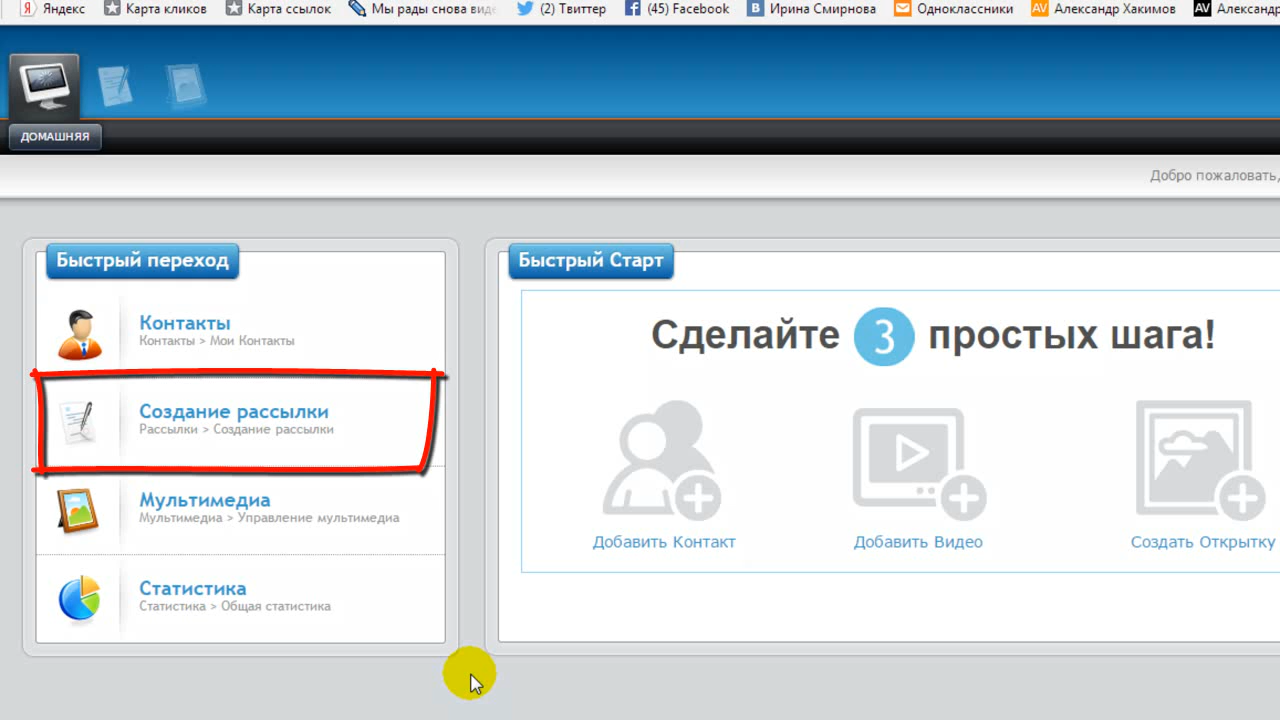 Яндекс Карта кликов Карта ссылок Мы рады снова (2) Твиттер (45) Facebook Ирина Смирнова Одноклассники AV Александр Хакимов AV
ДОМАШНЯЯ
Добро пожаловать,
Быстрый переход
Контакты
Контакты > Мои Контакты
Создание рассылки
Рассылки > Создание рассылки
Мультимедиа
Мультимедиа > Управление мультимедиа
Статистика
Статистика > Общая статистика
Быстрый Старт
Сделайте 3 простых шага!
Добавить Контакт Добавить Видео Создать Открытку